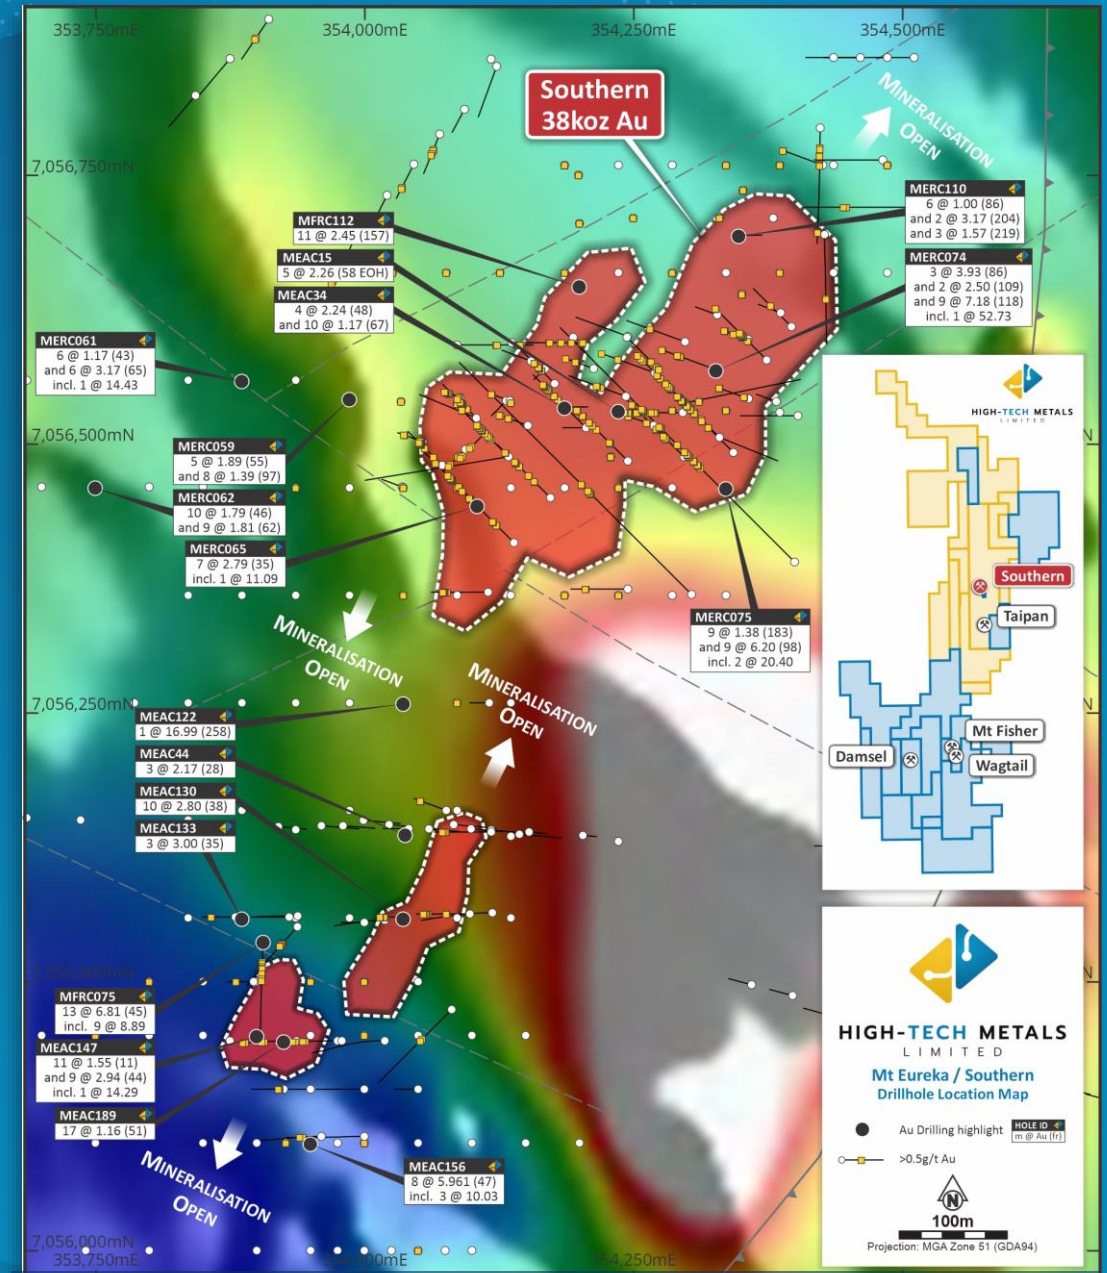 353,750mE
354,000mE
354,250mE
354,500mE
7,056,750mN
Southern
38koz Au
MINERALISATION
OPEN
MERC110
6 @ 1.00 (86)
and 2 @ 3.17 (204)
and 3 @ 1.57 (219)
MFRC112
11 @ 2.45 (157)
MEAC15
5 @ 2.26 (58 EOH)
MERC074
3 @ 3.93 (86)
and 2 @ 2.50 (109)
and 9 @ 7.18 (118)
incl. 1 @ 52.73
MEAC34
4 @ 2.24 (48)
and 10 @ 1.17 (67)
MERC061
6 @ 1.17 (43)
and 6 @ 3.17 (65)
incl. 1 @ 14.43
7,056,500mN
N
MERC059
5 @ 1.89 (55)
and 8 @ 1.39 (97)
MERC062
10 @ 1.79 (46)
and 9 @ 1.81 (62)
MERC065
7 @ 2.79 (35)
incl. 1 @ 11.09
MERC075
9 @ 1.38 (183)
and 9 @ 6.20 (98)
incl. 2 @ 20.40
MINERALISATION
OPEN
MINERALISATION
OPEN
7,056,250mN
MEAC122
1 @ 16.99 (258)
MEAC44
3 @ 2.17 (28)
MEAC130
10 @ 2.80 (38)
MEAC133
3 @ 3.00 (35)
7,056,000mN
N
MFRC075
13 @ 6.81 (45)
incl. 9 @ 8.89
MEAC147
11 @ 1.55 (11)
and 9 @ 2.94 (44)
incl. 1 @ 14.29
MEAC189
17 @ 1.16 (51)
MINERALISATION
OPEN
MEAC156
8 @ 5.961 (47)
incl. 3 @ 10.03
7,056,000mN
353,750mE
354,250mE
HIGH-TECH METALS
LIMITED
Southern
Taipan
Mt Fisher
Damsel
Wagtail
HIGH-TECH METALS
LIMITED
Mt Eureka / Southern
Drillhole Location Map
Au Drilling highlight
HOLE ID
m @ Au (fr)
>0.5g/t Au
N
100m
Projection: MGA Zone 51 (GDA94)